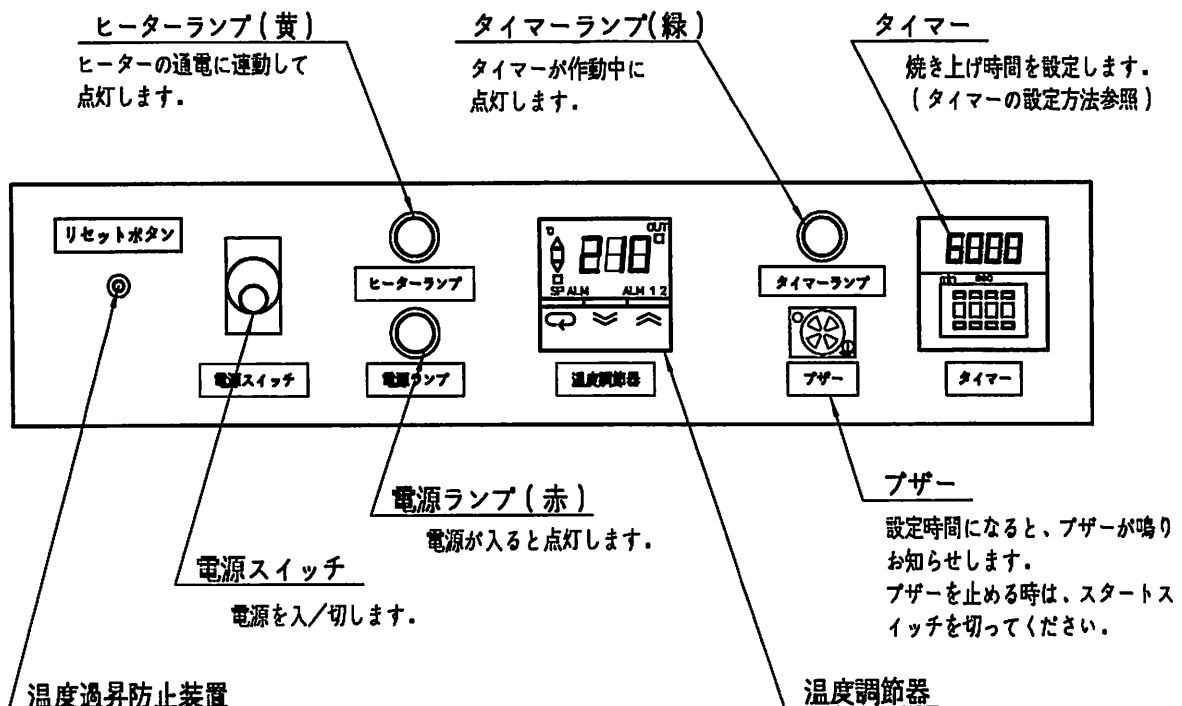 ヒーターランプ(黄)
ヒーターの通電に連動して
点灯します.
タイマーランプ(緑)
タイマーが作動中に
点灯します.
タイマー
焼き上げ時間を設定します.
(タイマーの設定方法参照)
リセットボタン
電源スイッチ
ヒーターランプ
電源ランプ
℃
OUT
210
SP ALM
ALM 1 2
温度調節器
タイマーランプ
ブザー
タイマー
電源ランプ(赤)
電源が入ると点灯します.
電源スイッチ
電源を入/切します.
ブザー
設定時間になると、ブザーが鳴り
お知らせします.
ブザーを止める時は、スタートス
イッチを切ってください.
温度過昇防止装置
温度調節器